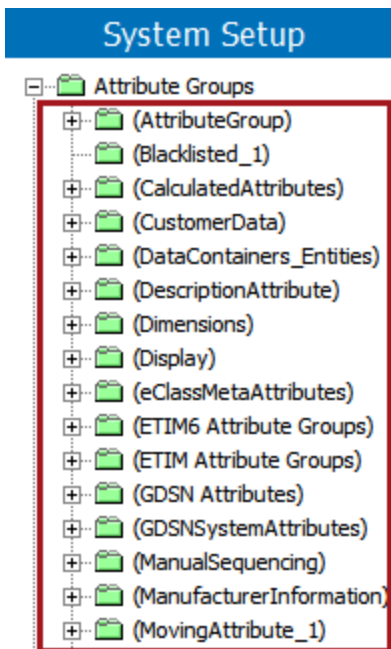 System Setup
Attribute Groups
(AttributeGroup)
(Blacklisted_1)
(CalculatedAttributes)
(CustomerData)
(DataContainers_Entities)
(DescriptionAttribute)
(Dimensions)
(Display)
(eClassMetaAttributes)
(ETIM6 Attribute Groups)
(ETIM Attribute Groups)
(GDSN Attributes)
(GDSNSystemAttributes)
(ManualSequencing)
(ManufacturerInformation)
(MovingAttribute_1)